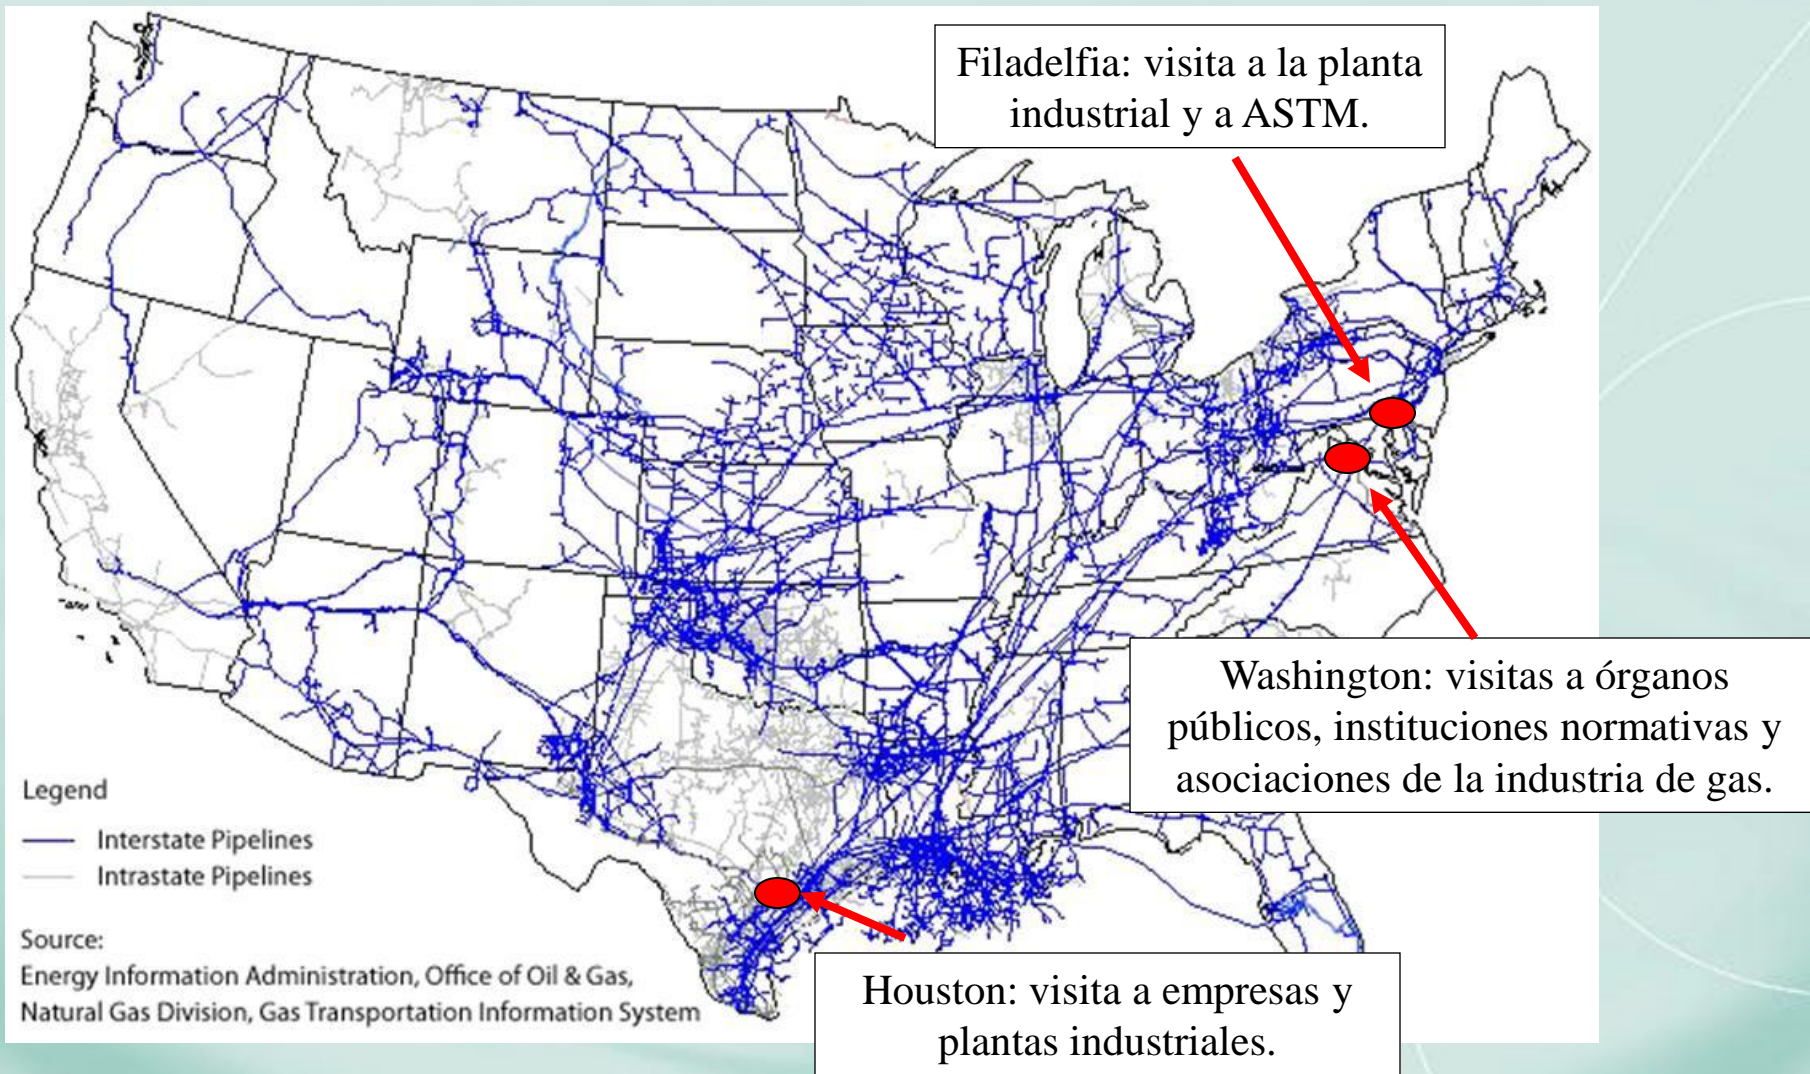 Filadelfia: visita a la planta
industrial y a ASTM.
Washington: visitas a órganos
públicos, instituciones normativas y
asociaciones de la industria de gas.
Legend
Interstate Pipelines
Intrastate Pipelines
Source:
Energy Information Administration, Office of Oil & Gas,
Natural Gas Division, Gas Transportation Information System
Houston: visita a empresas y
plantas industriales.